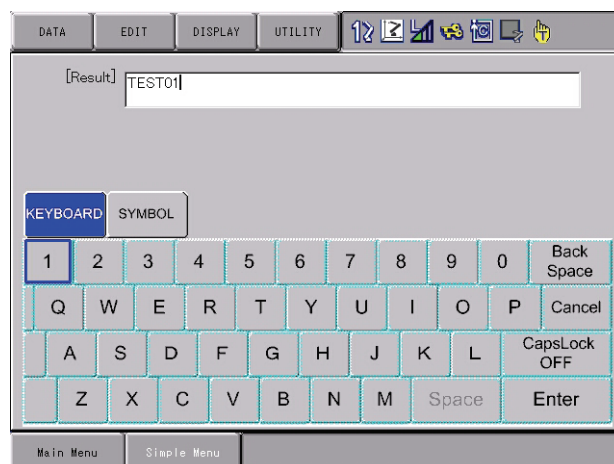 DATA EDIT DISPLAY UTILITY
[Result] TEST01
KEYBOARD SYMBOL
1 2 3 4 5 6 7 8 9 0 Back Space
Q W E R T Y U I O P Cancel
A S D F G H J K L CapsLock OFF
Z X C V B N M Space Enter
Main Menu Simple Menu